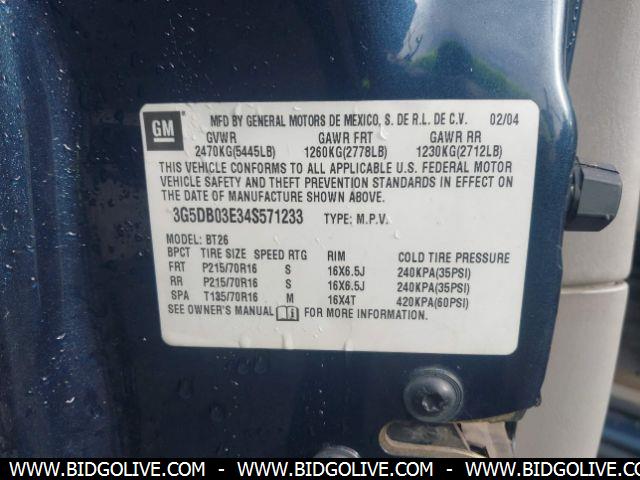 GM
MFD BY GENERAL MOTORS DE MEXICO, S. DE R.L. DE C.V. 02/04
GVWR GAWR FRT GAWR RR
2470KG(5445LB) 1260KG(2778LB) 1230KG(2712LB)
THIS VEHICLE CONFORMS TO ALL APPLICABLE U.S. FEDERAL MOTOR
VEHICLE SAFETY AND THEFT PREVENTION STANDARDS IN EFFECT ON
THE DATE OF MANUFACTURE SHOWN ABOVE.
3G5DB03E34S571233 TYPE: M.P.V.
MODEL: BT26
BPCT TIRE SIZE SPEED RTG RIM COLD TIRE PRESSURE
FRT P215/70R16 S 16X6.5J 240KPA(35PSI)
RR P215/70R16 S 16X6.5J 240KPA(35PSI)
SPA T135/70R16 M 16X4T 420KPA(60PSI)
SEE OWNER'S MANUAL FOR MORE INFORMATION.
WWW.BIDGOLIVE.COM - WWW.BIDGOLIVE.COM - WWW.BIDGOLIVE.COM